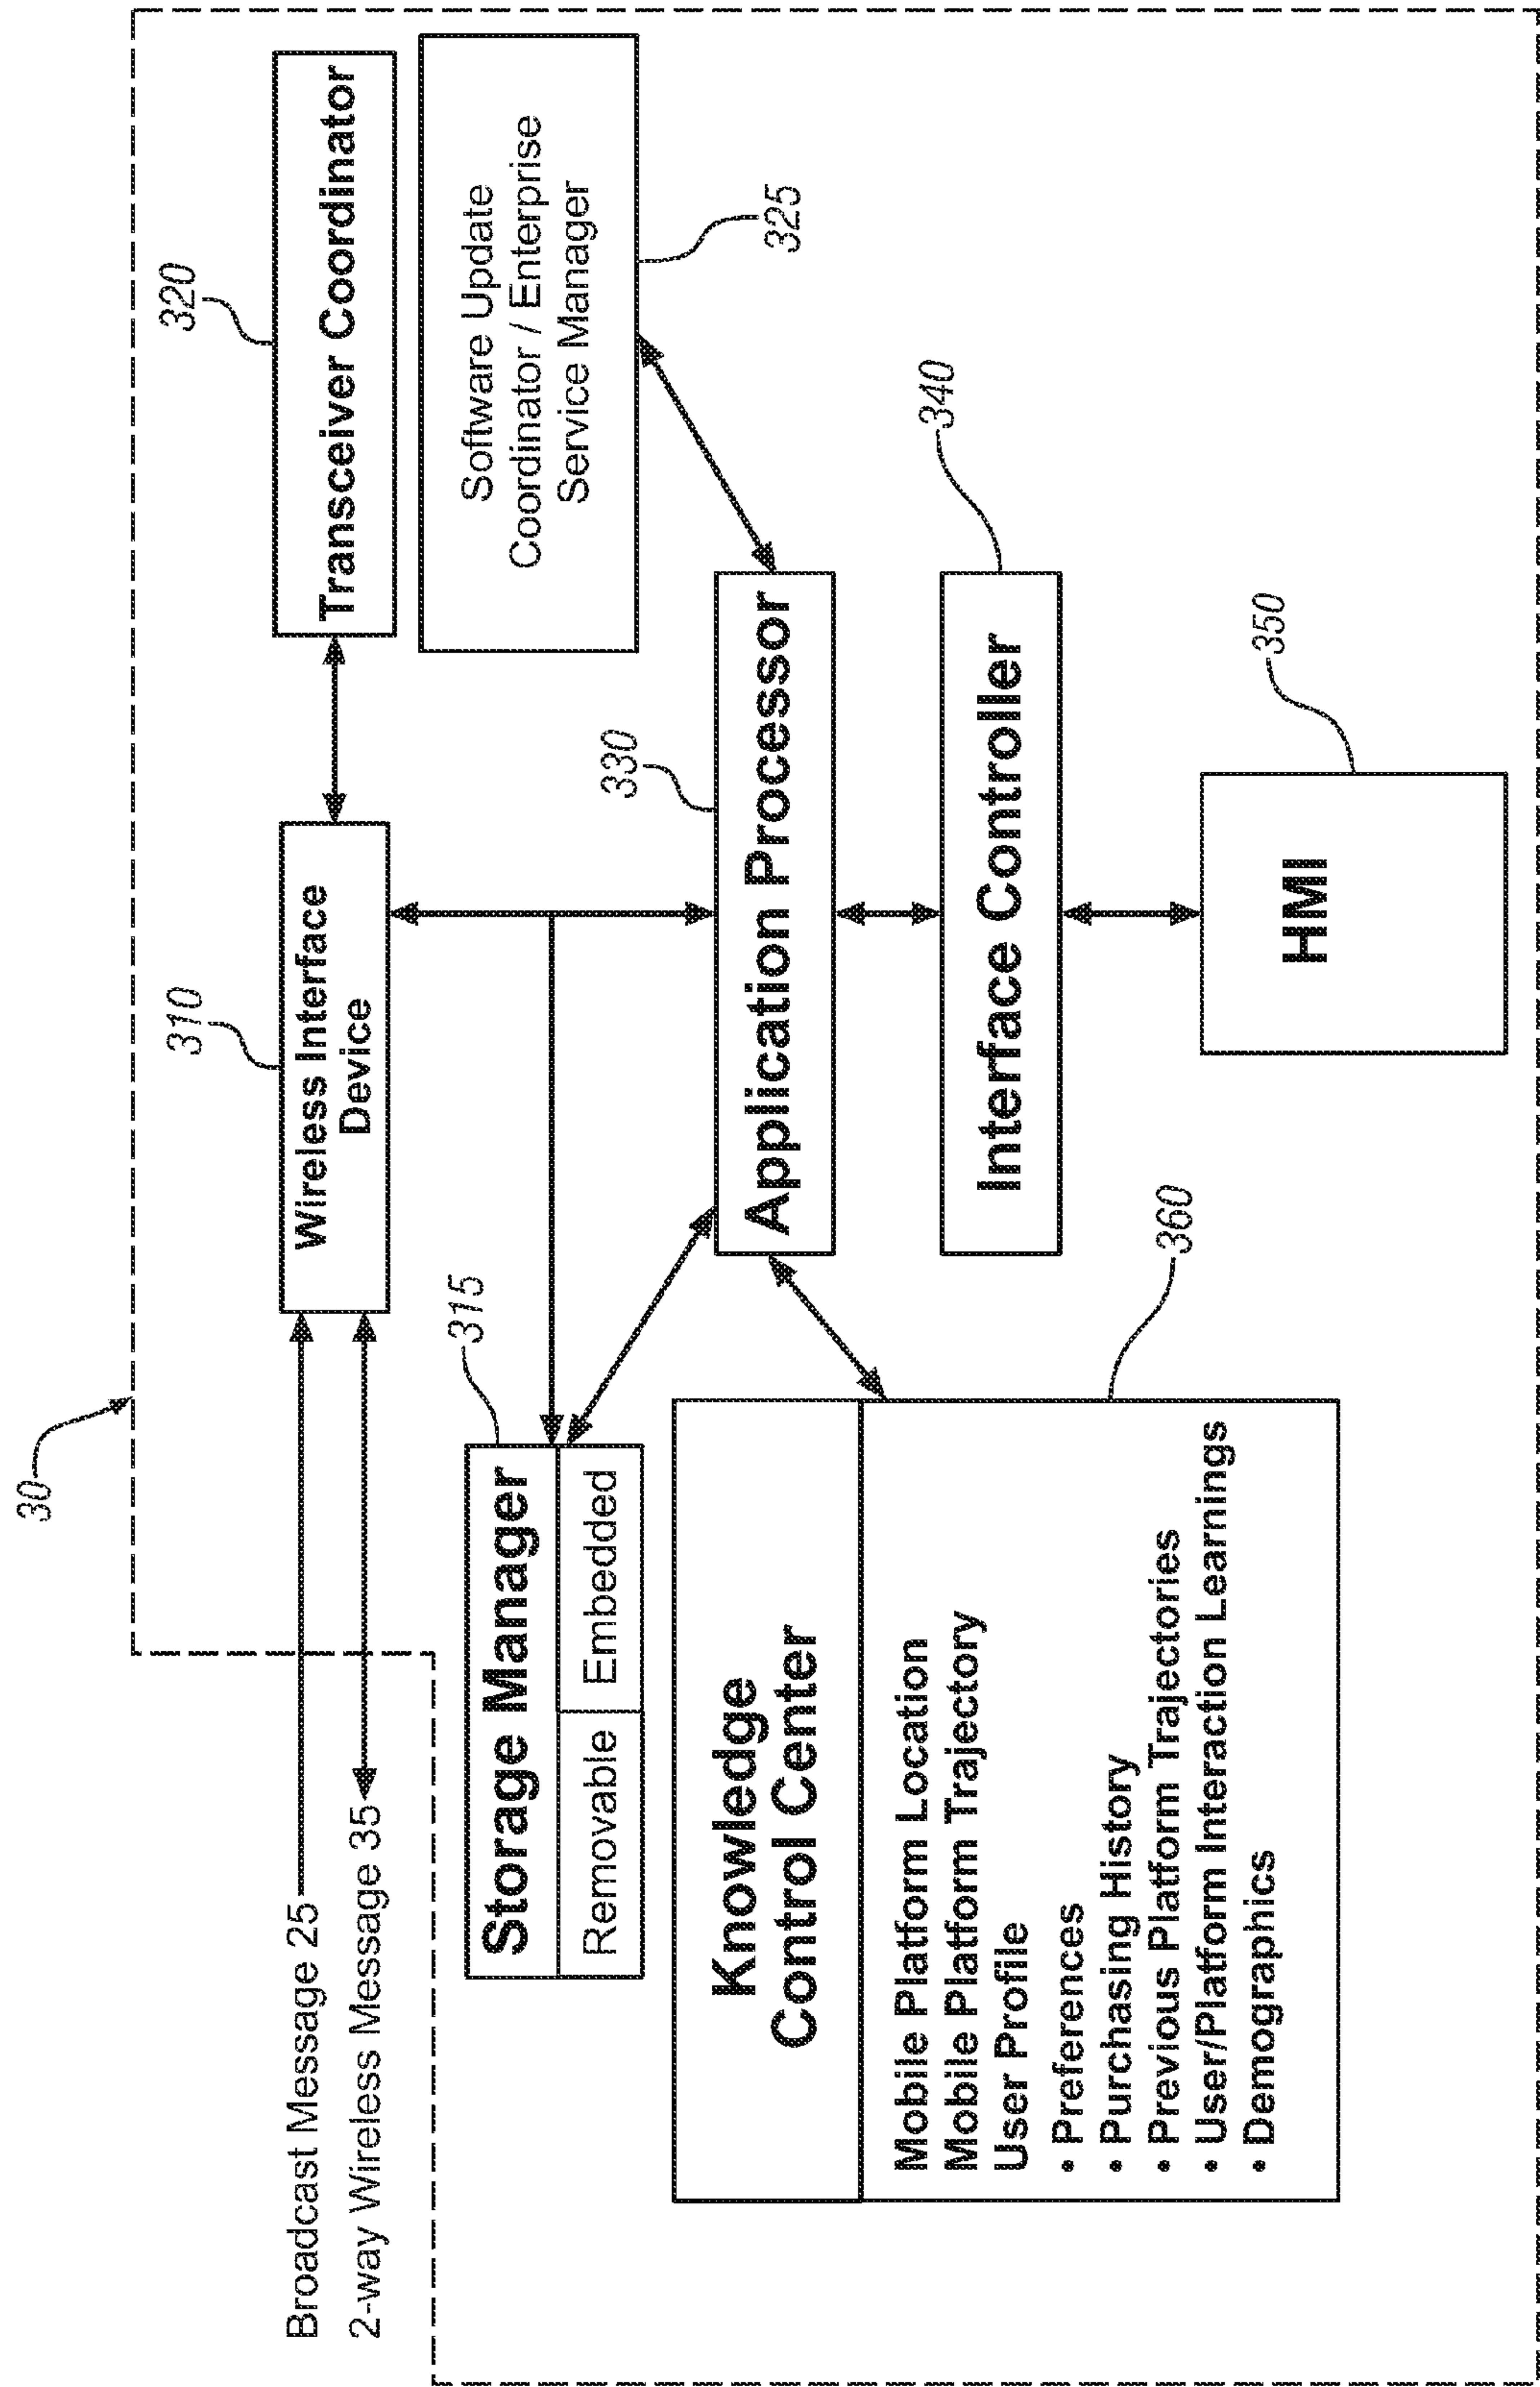 30
Broadcast Message 25
2-way Wireless Message 35
310
Wireless Interface
Device
320
Transceiver Coordinator
Software Update
Coordinator / Enterprise
Service Manager
325
315
Storage Manager
Removable
Embedded
330
Application Processor
340
Interface Controller
350
HMI
360
Knowledge
Control Center
Mobile Platform Location
Mobile Platform Trajectory
User Profile
• Preferences
• Purchasing History
• Previous Platform Trajectories
• User/Platform Interaction Learnings
• Demographics